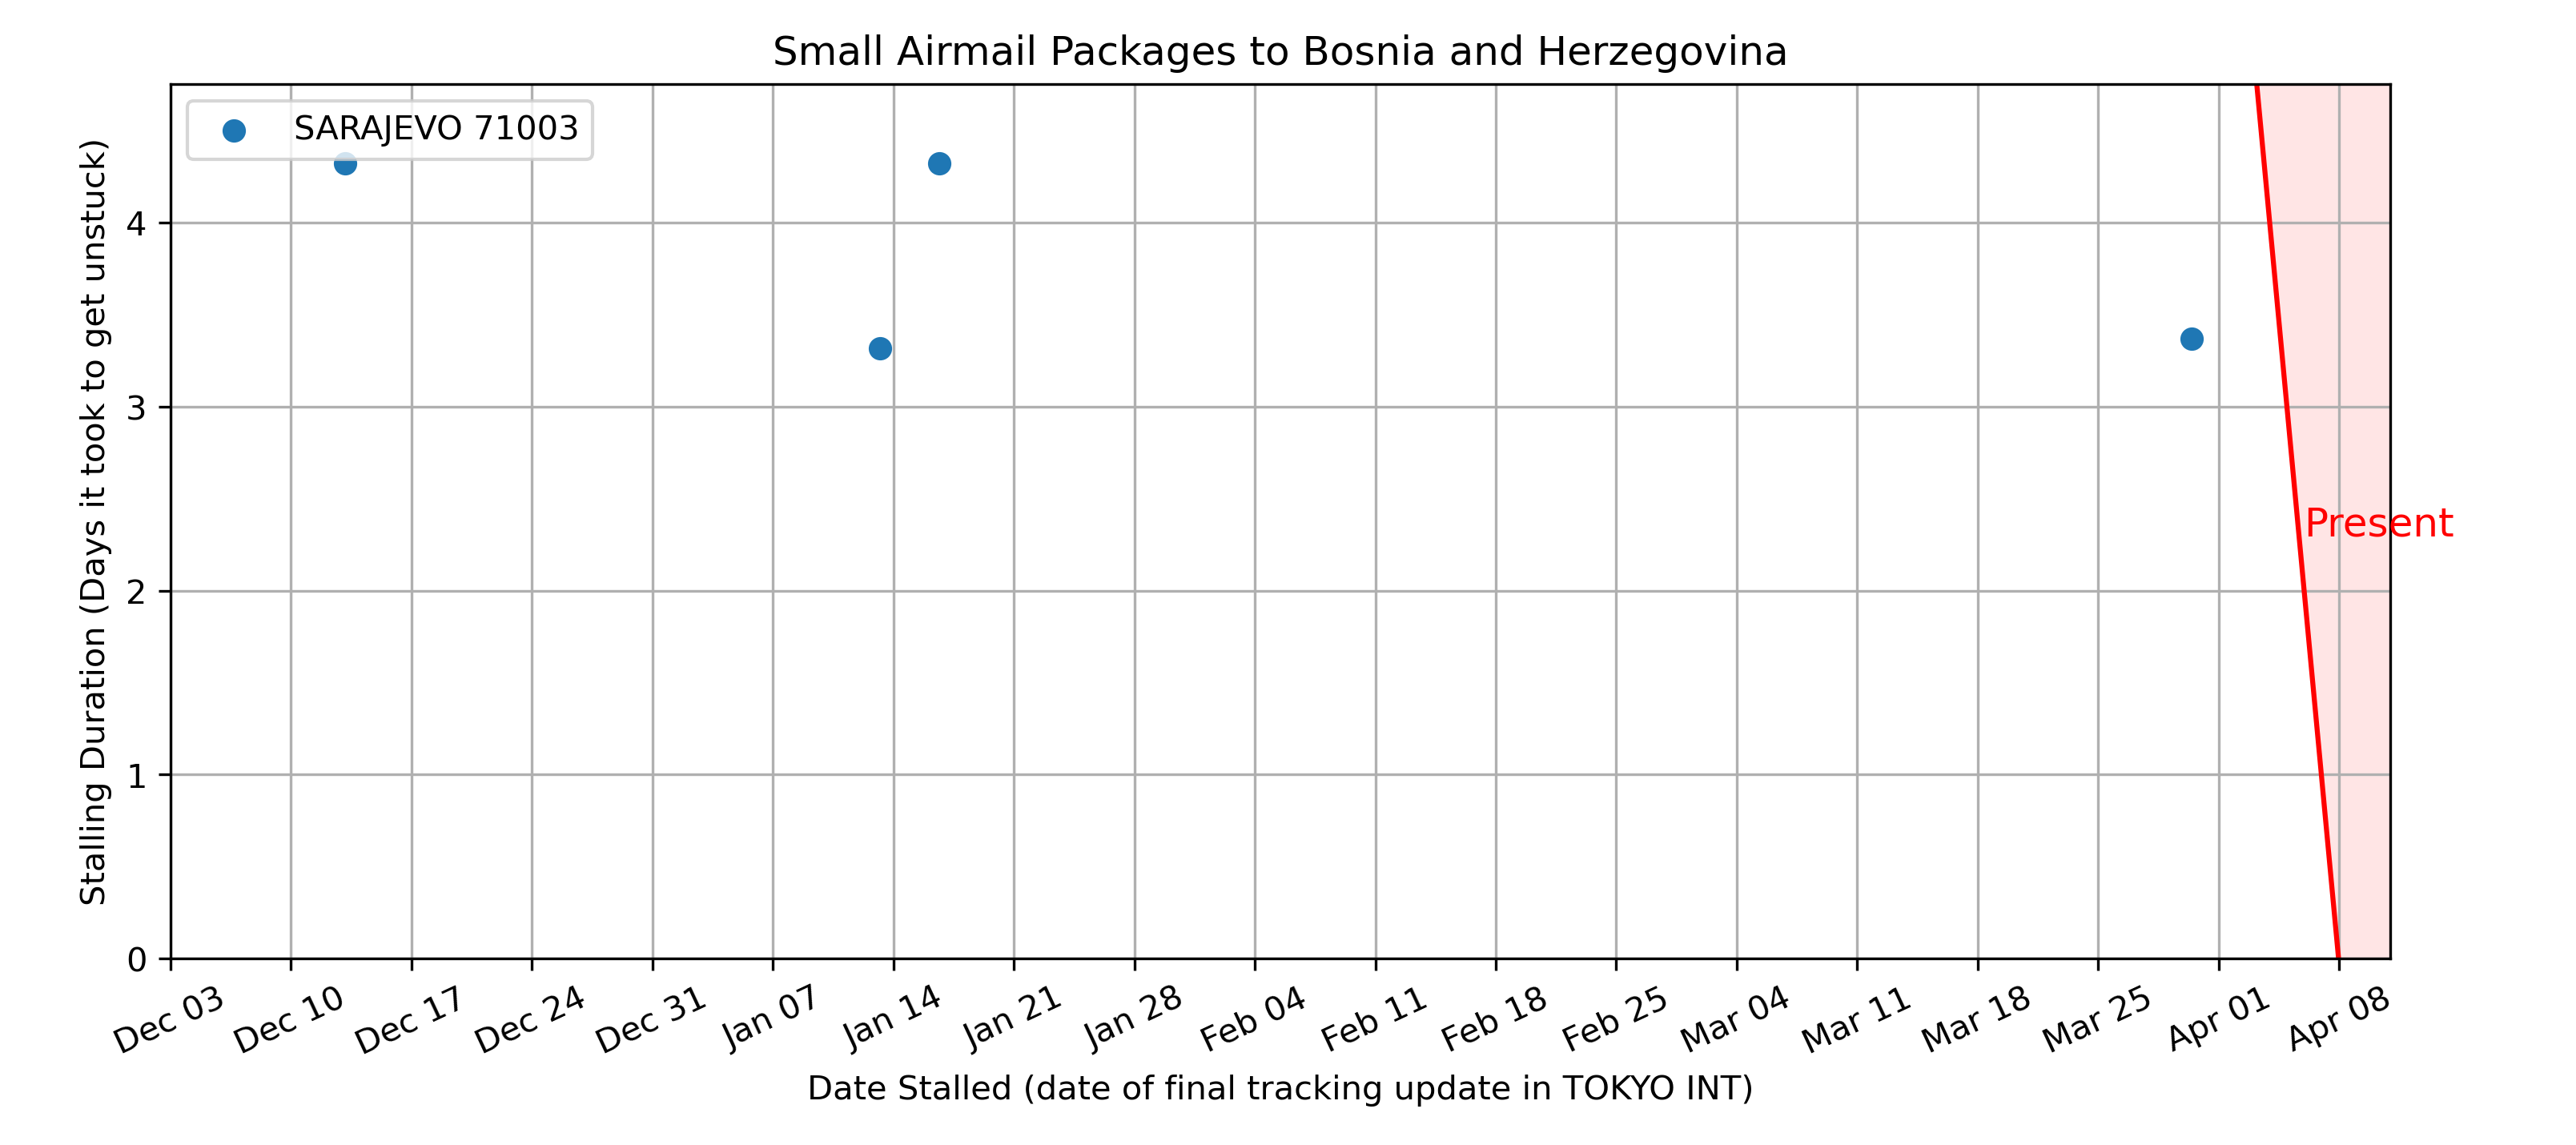 Small Airmail Packages to Bosnia and Herzegovina
SARAJEVO 71003
Stalling Duration (Days it took to get unstuck)
4
3
2
1
0
Present
Dec 03
Dec 10
Dec 17
Dec 24
Dec 31
Jan 07
Jan 14
Jan 21
Jan 28
Feb 04
Feb 11
Feb 18
Feb 25
Mar 04
Mar 11
Mar 18
Mar 25
Apr 01
Apr 08
Date Stalled (date of final tracking update in TOKYO INT)